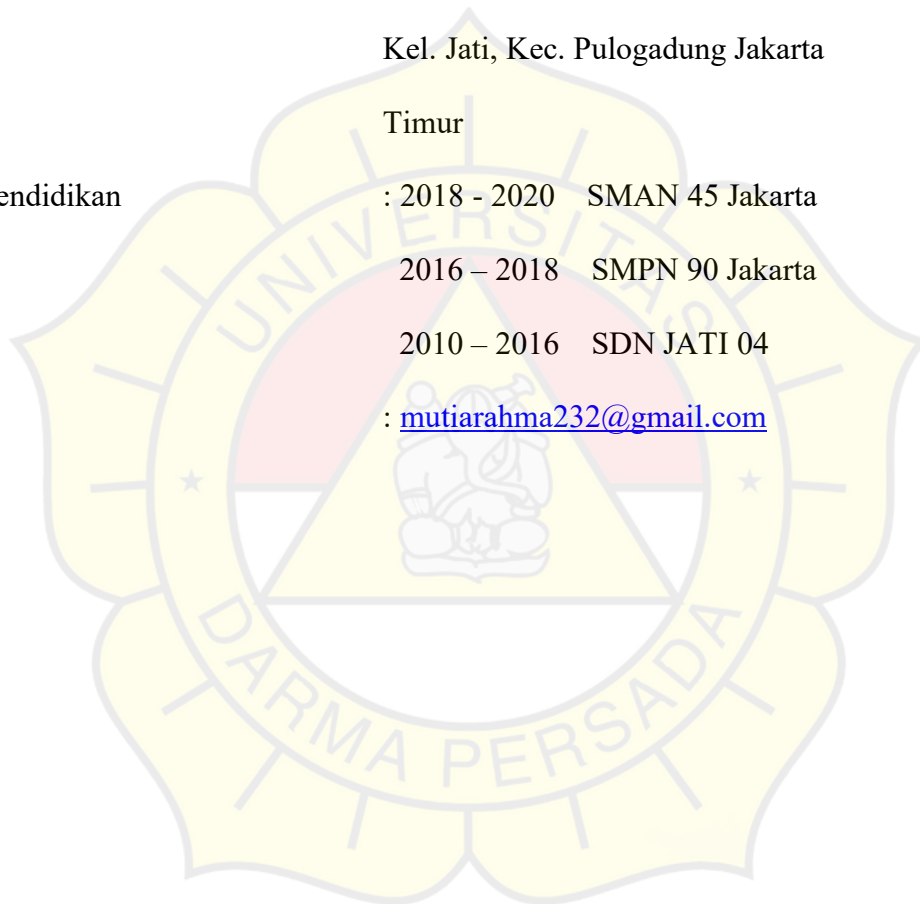 Kel. Jati, Kec. Pulogadung Jakarta
Timur
endidikan : 2018 - 2020 SMAN 45 Jakarta
2016 – 2018 SMPN 90 Jakarta
2010 – 2016 SDN JATI 04
: mutiarahma232@gmail.com
UNIVERSITAS
DARMA PERSADA